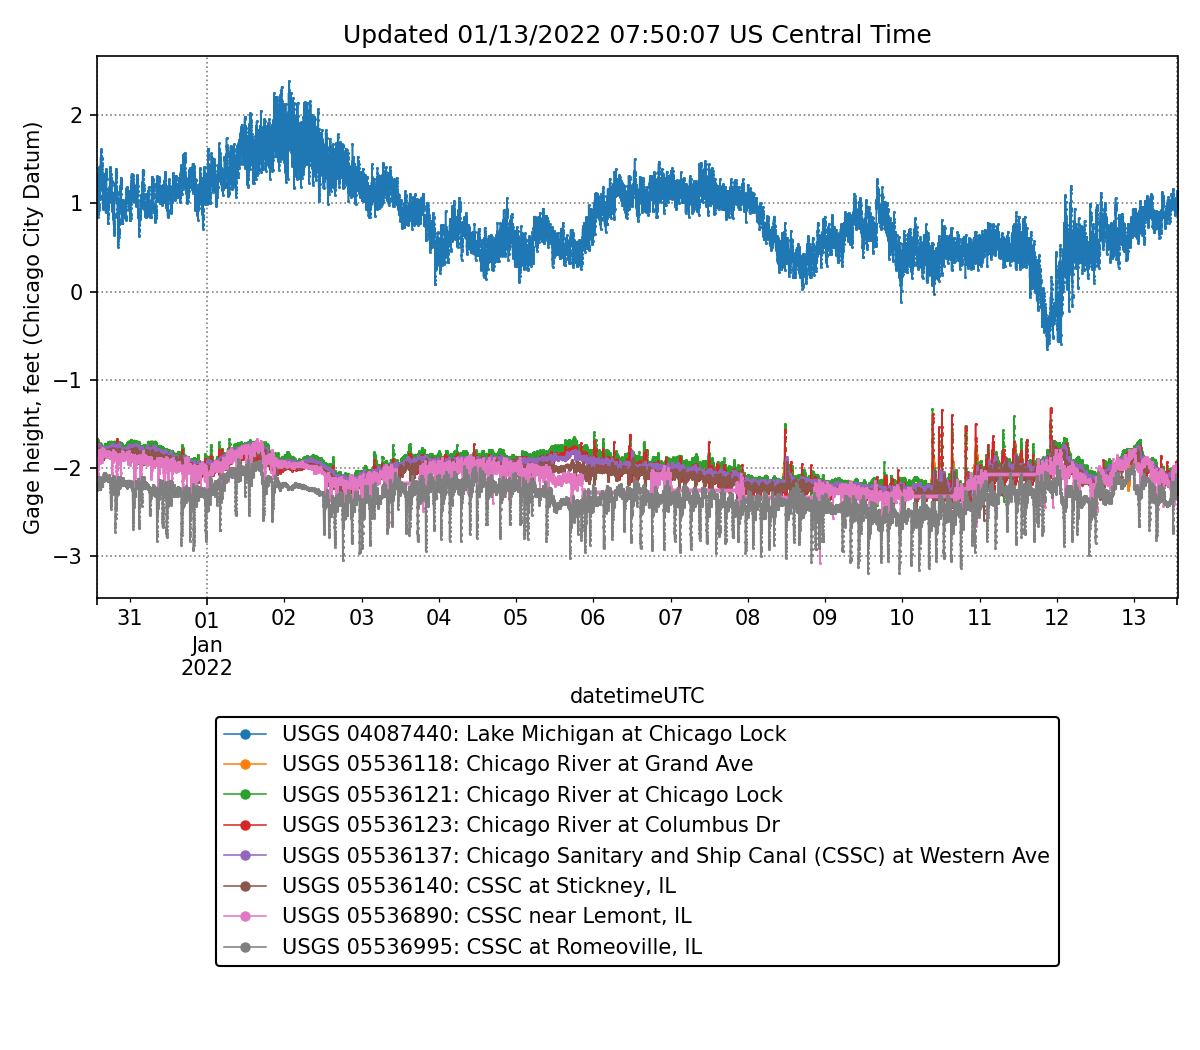 Updated 01/13/2022 07:50:07 US Central Time
Gage height, feet (Chicago City Datum)
2
1
0
−1
−2
−3
31 01 02 03 04 05 06 07 08 09 10 11 12 13
Jan
2022
datetimeUTC
USGS 04087440: Lake Michigan at Chicago Lock
USGS 05536118: Chicago River at Grand Ave
USGS 05536121: Chicago River at Chicago Lock
USGS 05536123: Chicago River at Columbus Dr
USGS 05536137: Chicago Sanitary and Ship Canal (CSSC) at Western Ave
USGS 05536140: CSSC at Stickney, IL
USGS 05536890: CSSC near Lemont, IL
USGS 05536995: CSSC at Romeoville, IL